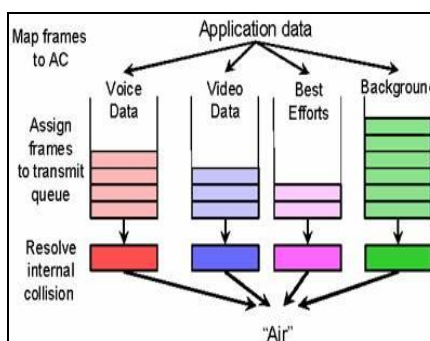 Application data
Map frames
to AC
Voice
Data
Video
Data
Best
Efforts
Background
Assign
frames
to transmit
queue
Resolve
internal
collision
“Air”